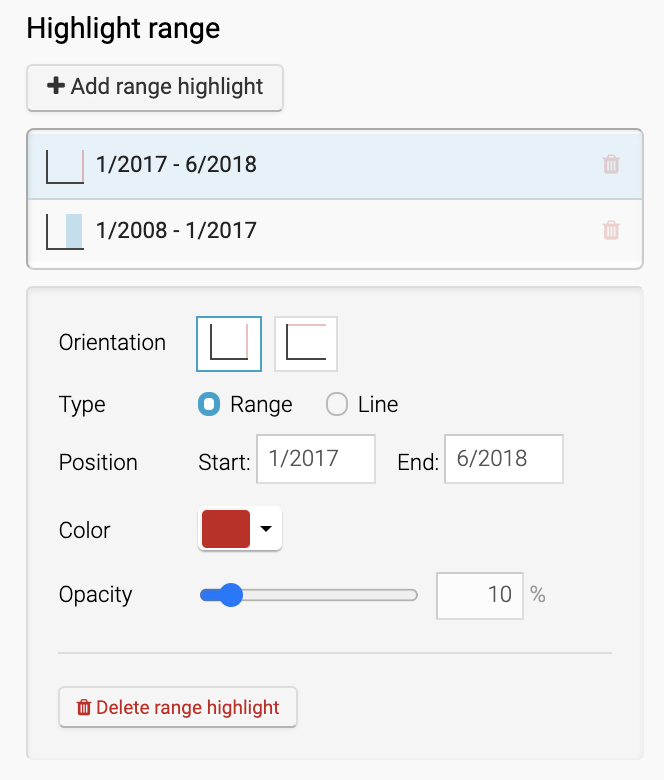 Highlight range
Add range highlight
1/2017 - 6/2018
1/2008 - 1/2017
Orientation
Type Range Line
Position Start: 1/2017 End: 6/2018
Color
Opacity 10 %
Delete range highlight